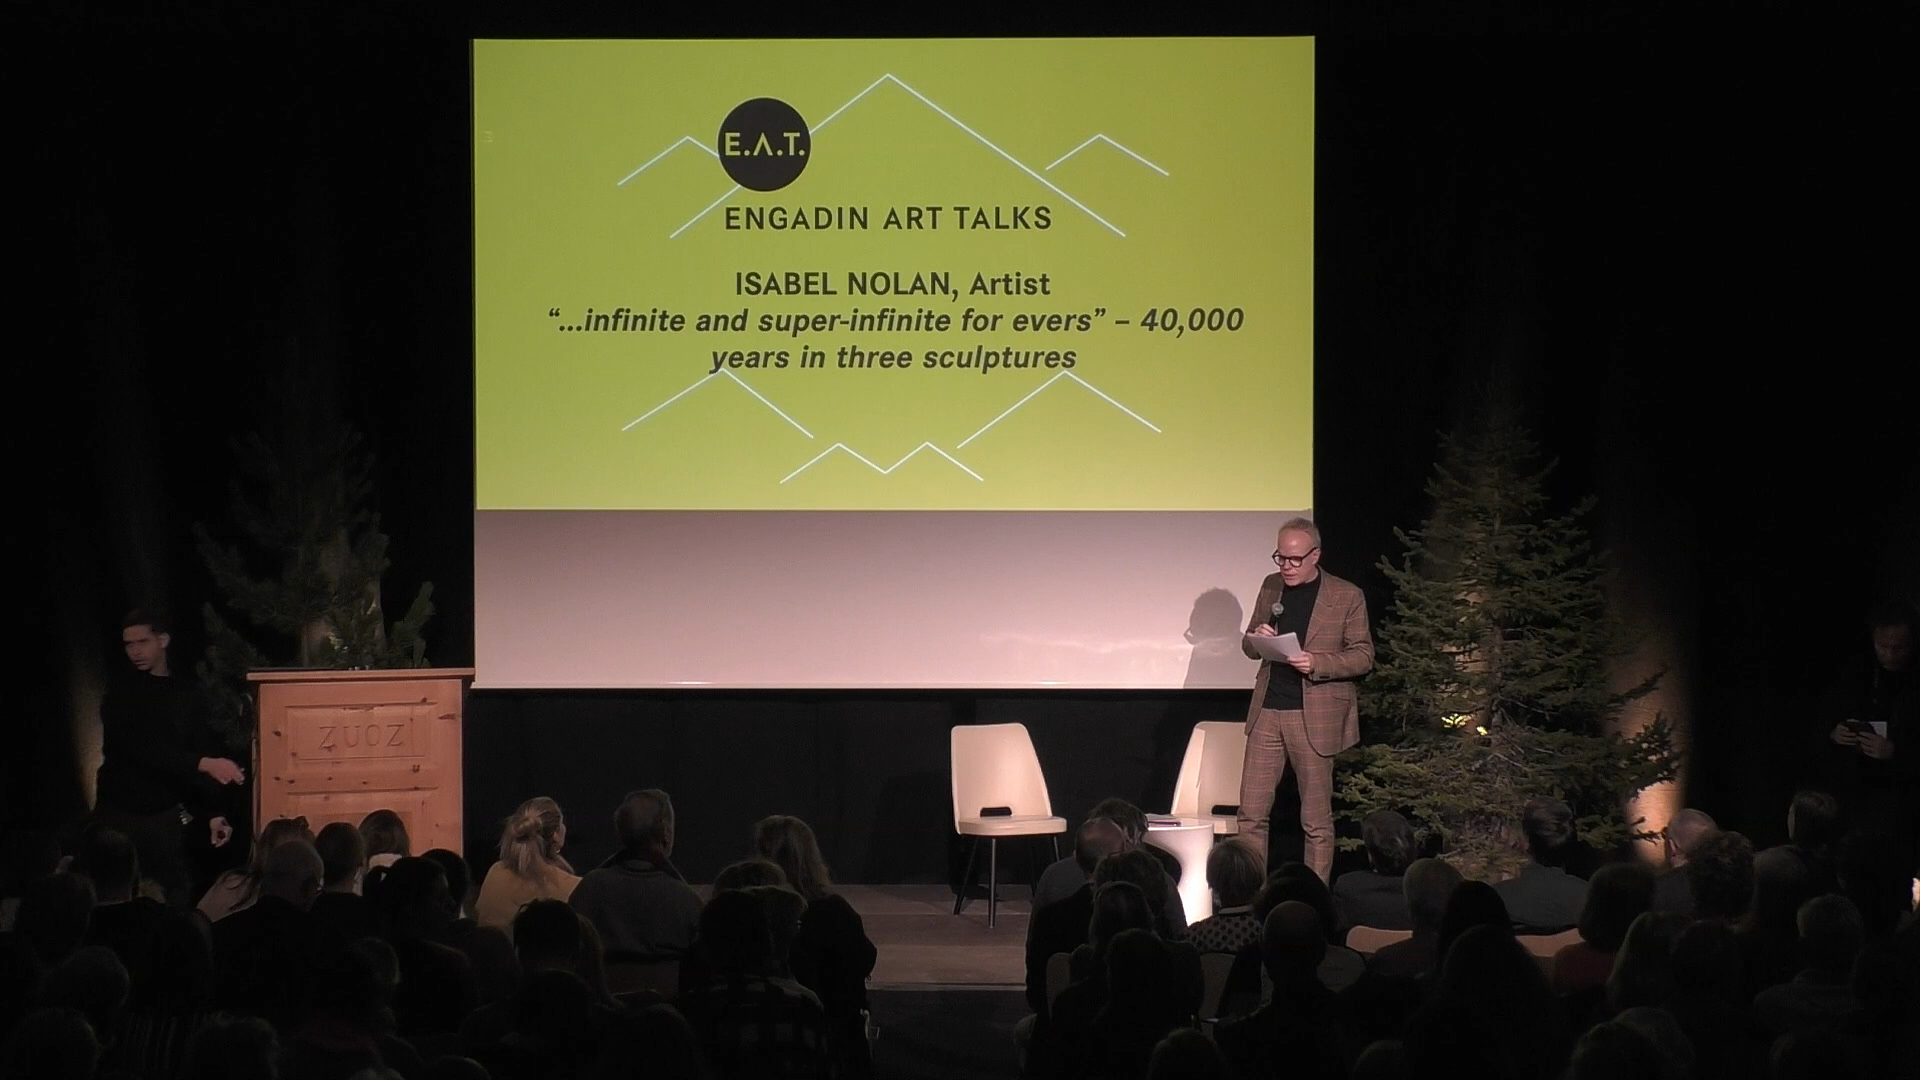 E.Λ.T.
ENGADIN ART TALKS
ISABEL NOLAN, Artist
“...infinite and super-infinite for evers” – 40,000
years in three sculptures
ZUOZ